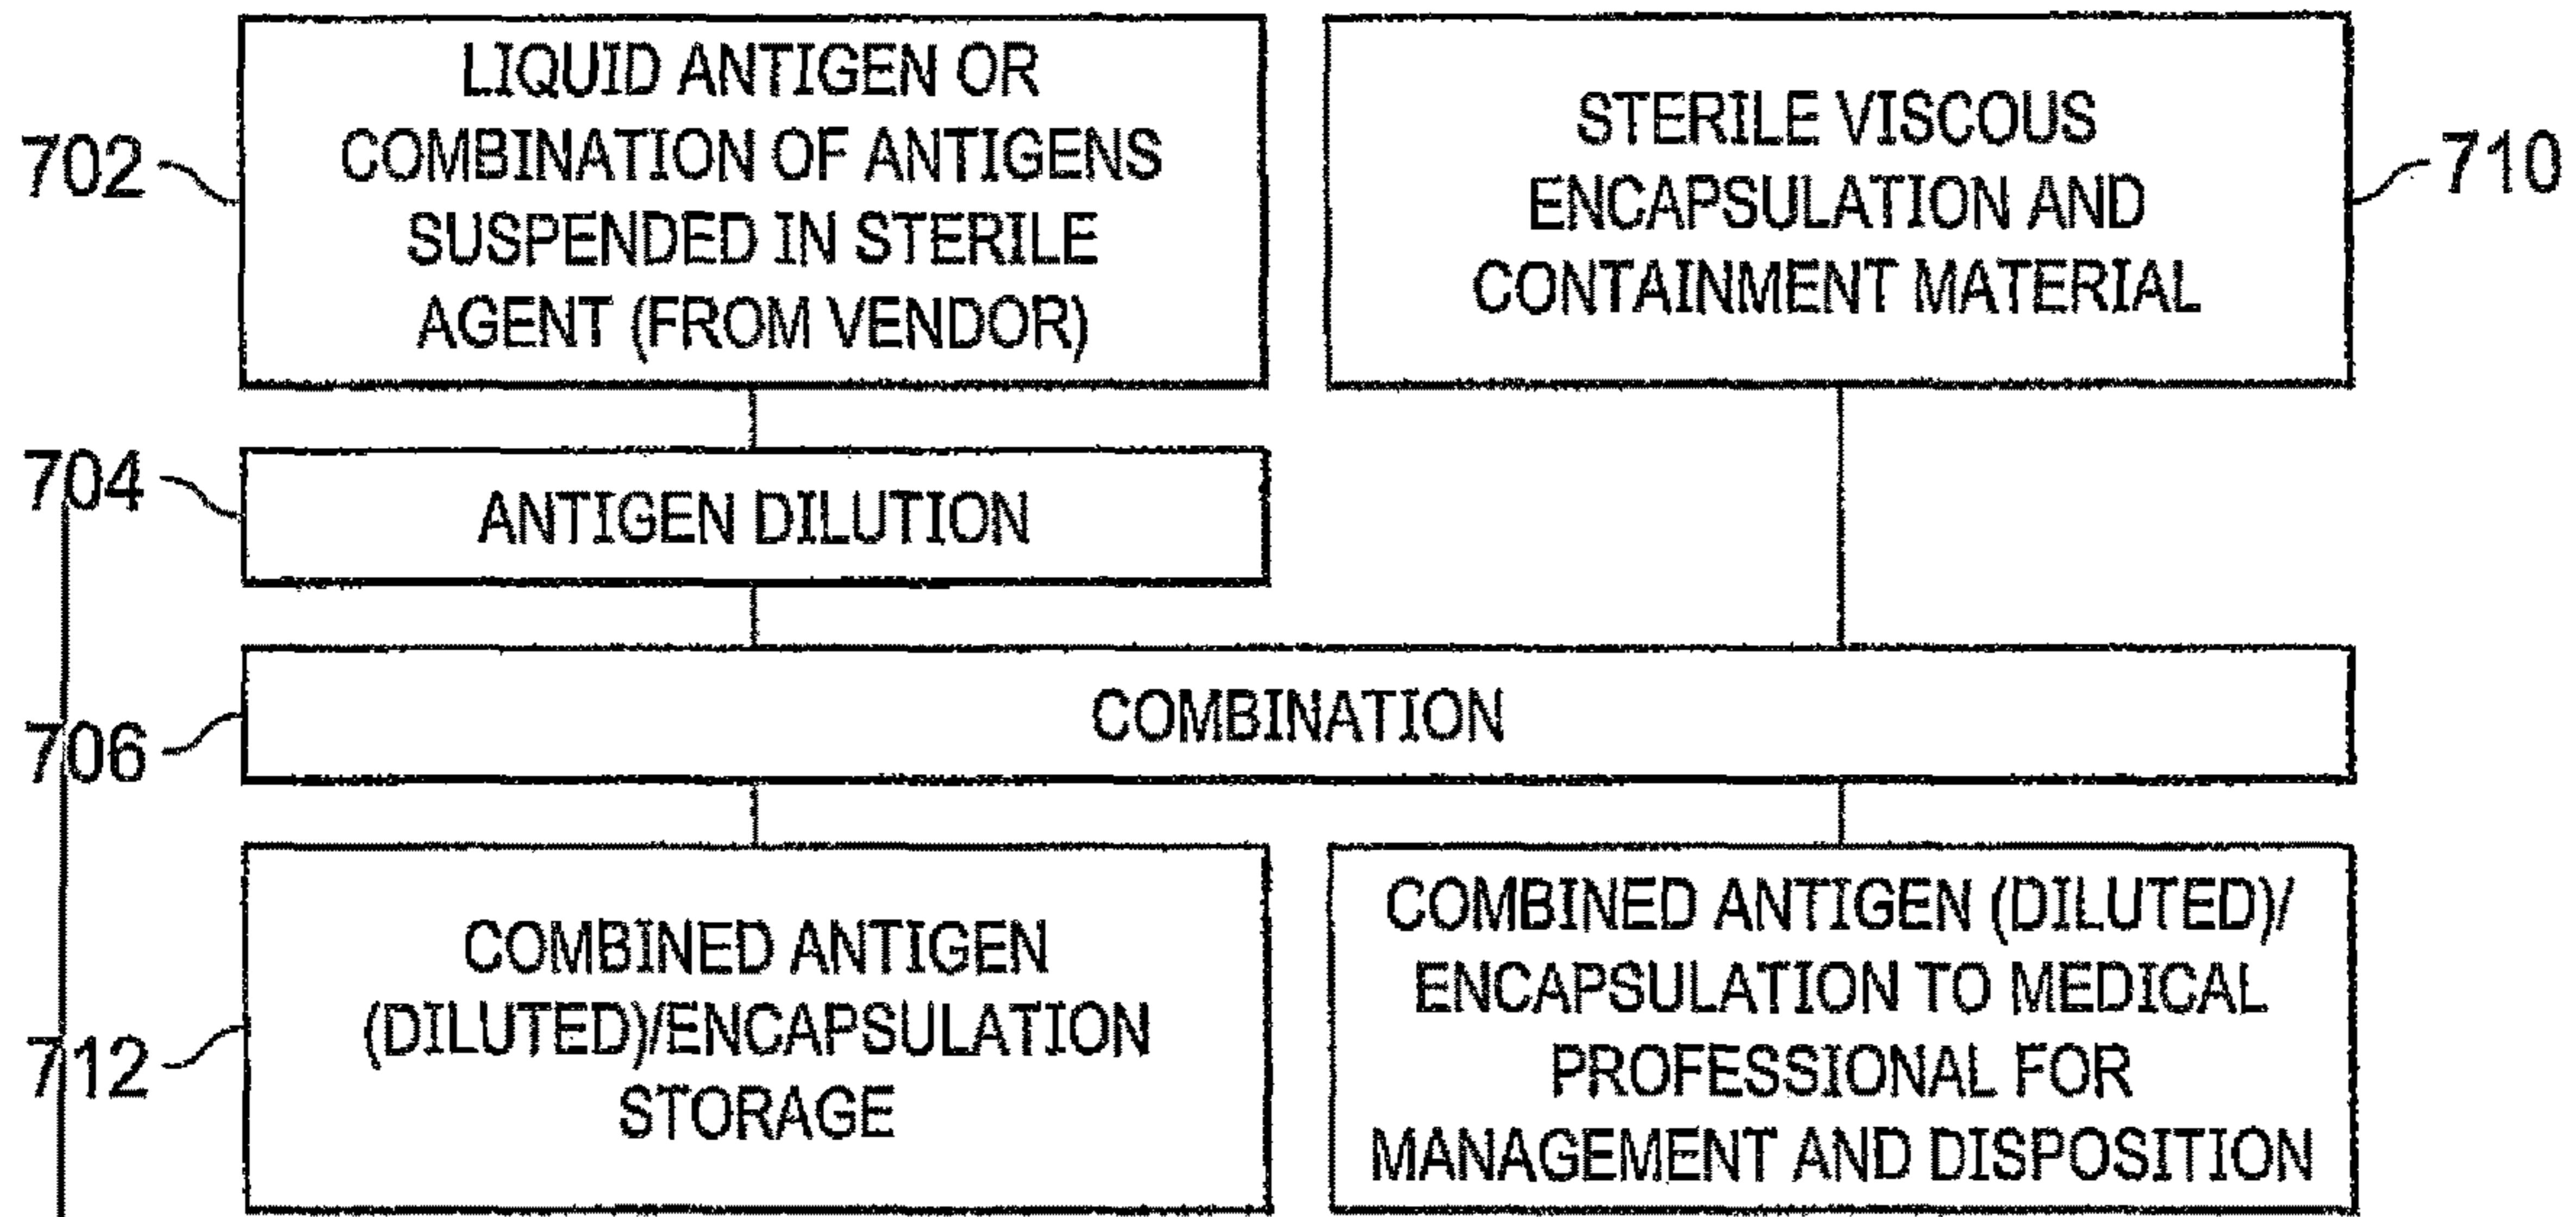 702
LIQUID ANTIGEN OR
COMBINATION OF ANTIGENS
SUSPENDED IN STERILE
AGENT (FROM VENDOR)
STERILE VISCOUS
ENCAPSULATION AND
CONTAINMENT MATERIAL
710
704
ANTIGEN DILUTION
706
COMBINATION
712
COMBINED ANTIGEN
(DILUTED)/ENCAPSULATION
STORAGE
COMBINED ANTIGEN (DILUTED)/
ENCAPSULATION TO MEDICAL
PROFESSIONAL FOR
MANAGEMENT AND DISPOSITION